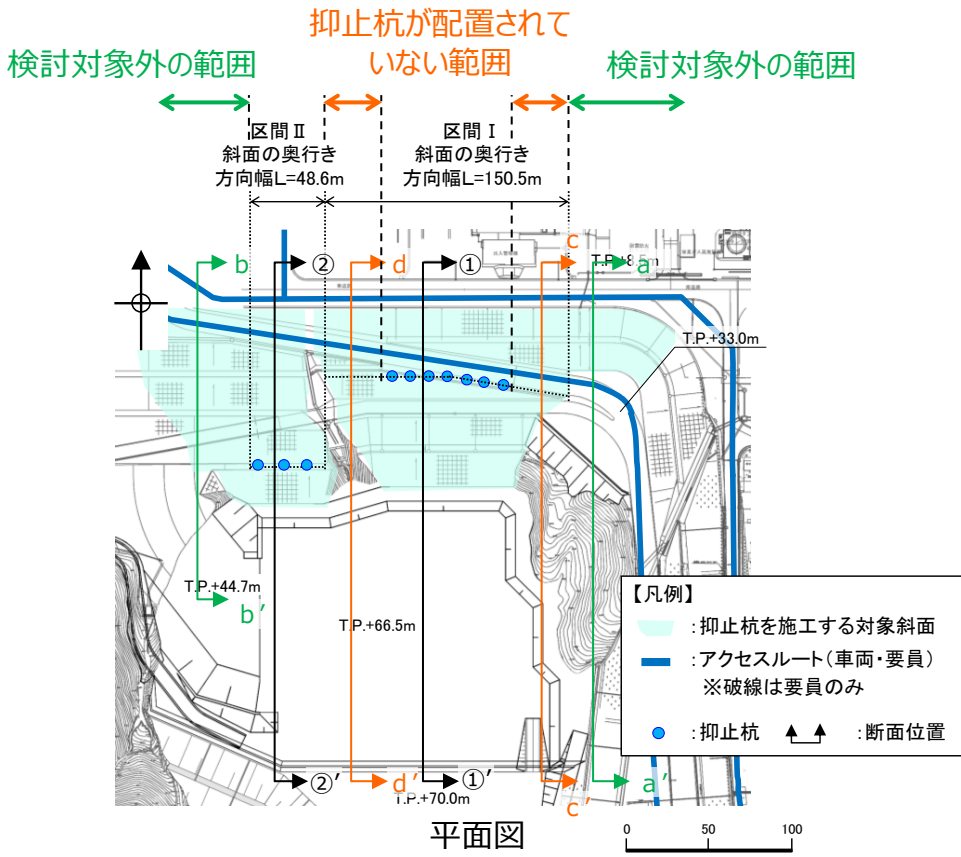 抑止杭が配置されて
いない範囲
検討対象外の範囲
検討対象外の範囲
区間Ⅱ
斜面の奥行き
方向幅L=48.6m
区間Ⅰ
斜面の奥行き
方向幅L=150.5m
b
②
d
①
c
a
T.P.+8.5m
T.P.+33.0m
T.P.+44.7m
b′
T.P.+66.5m
【凡例】
:抑止杭を施工する対象斜面
:アクセスルート(車両・要員)
※破線は要員のみ
:抑止杭
:断面位置
②′
d′
①′
c′
a′
T.P.+70.0m
平面図
0 50 100